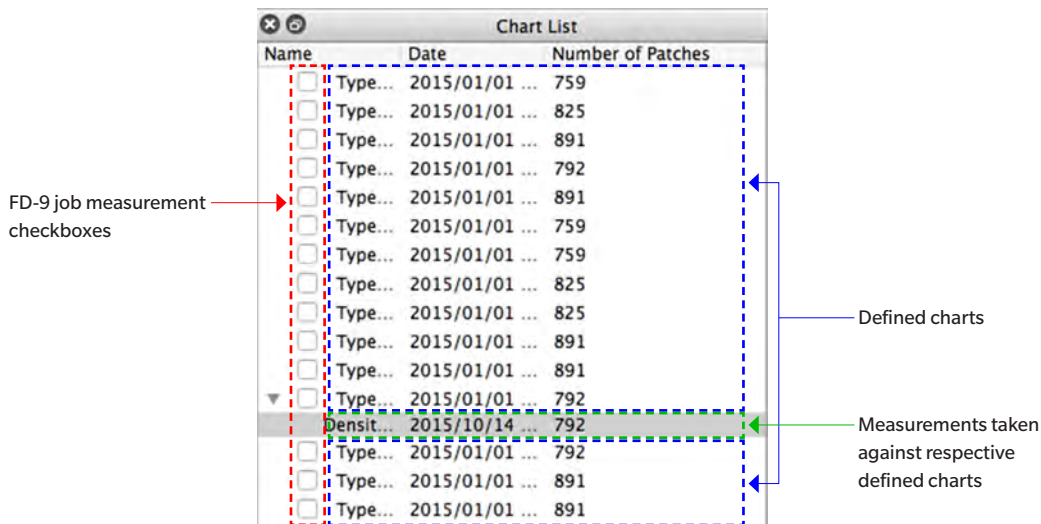 Chart List
Name Date Number of Patches
Type... 2015/01/01 ... 759
Type... 2015/01/01 ... 825
Type... 2015/01/01 ... 891
Type... 2015/01/01 ... 792
Type... 2015/01/01 ... 891
Type... 2015/01/01 ... 759
Type... 2015/01/01 ... 759
Type... 2015/01/01 ... 825
Type... 2015/01/01 ... 825
Type... 2015/01/01 ... 891
Type... 2015/01/01 ... 891
Type... 2015/01/01 ... 792
Densit... 2015/10/14 ... 792
Type... 2015/01/01 ... 792
Type... 2015/01/01 ... 891
Type... 2015/01/01 ... 891
FD-9 job measurement
checkboxes
Defined charts
Measurements taken
against respective
defined charts